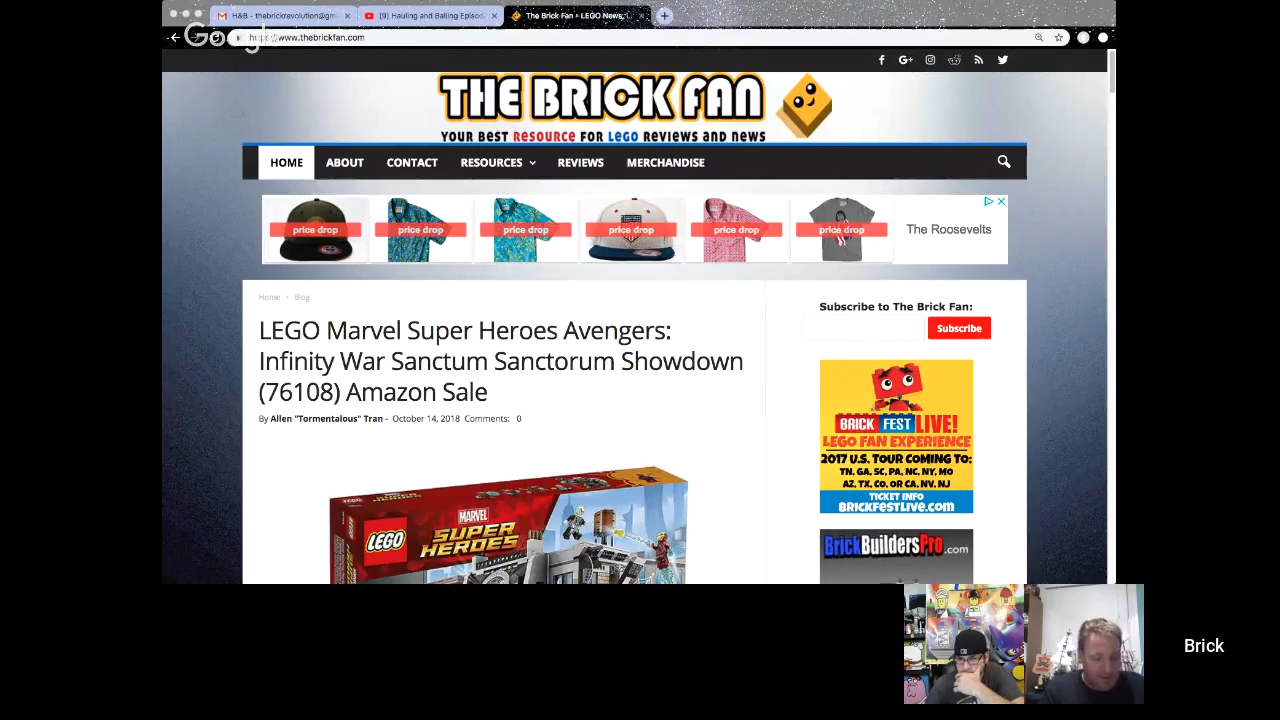 H&B - thebrickrevolution@gm
(9) Hauling and Balling Episod
The Brick Fan - LEGO News,
Google
https://www.thebrickfan.com
THE BRICK FAN
YOUR BEST RESOURCE FOR LEGO REVIEWS AND NEWS
HOME ABOUT CONTACT RESOURCES REVIEWS MERCHANDISE
price drop price drop price drop price drop price drop price drop The Roosevelts
Home › Blog
LEGO Marvel Super Heroes Avengers:
Infinity War Sanctum Sanctorum Showdown
(76108) Amazon Sale
By Allen "Tormentalous" Tran - October 14, 2018 Comments: 0
LEGO
MARVEL
SUPER
HEROES
Subscribe to The Brick Fan:
Subscribe
BRICK FEST LIVE!
LEGO FAN EXPERIENCE
2017 U.S. TOUR COMING TO:
TN, GA, SC, PA, NC, NY, MO
AZ, TX, CO, OR CA, NV, NJ
TICKET INFO
BRICKFESTLIVE.COM
BrickBuildersPro.com
Brick